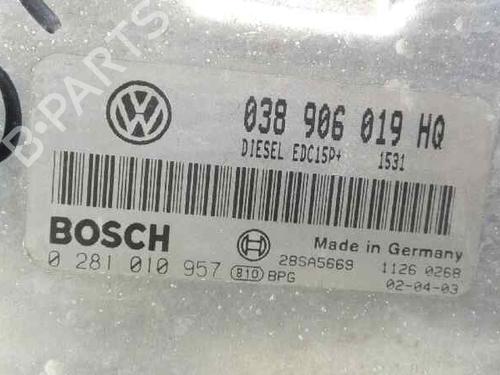 B-PARTS
VW
038 906 019 HQ
DIESEL EDC15P+ 1531
BOSCH
Made in Germany
0 281 010 957 810 BPG
28SA5669 1126 0268
02-04-03